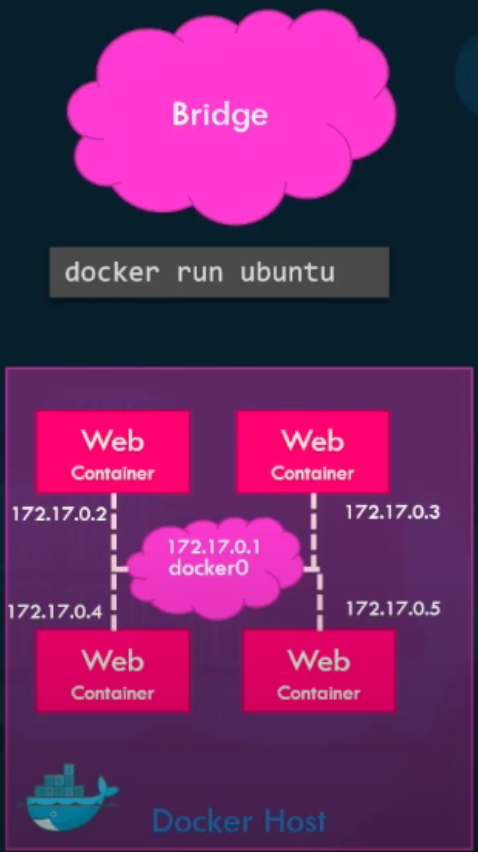 Bridge
docker run ubuntu
Web
Container
Web
Container
172.17.0.2
172.17.0.3
172.17.0.1
docker0
172.17.0.4
172.17.0.5
Web
Container
Web
Container
Docker Host